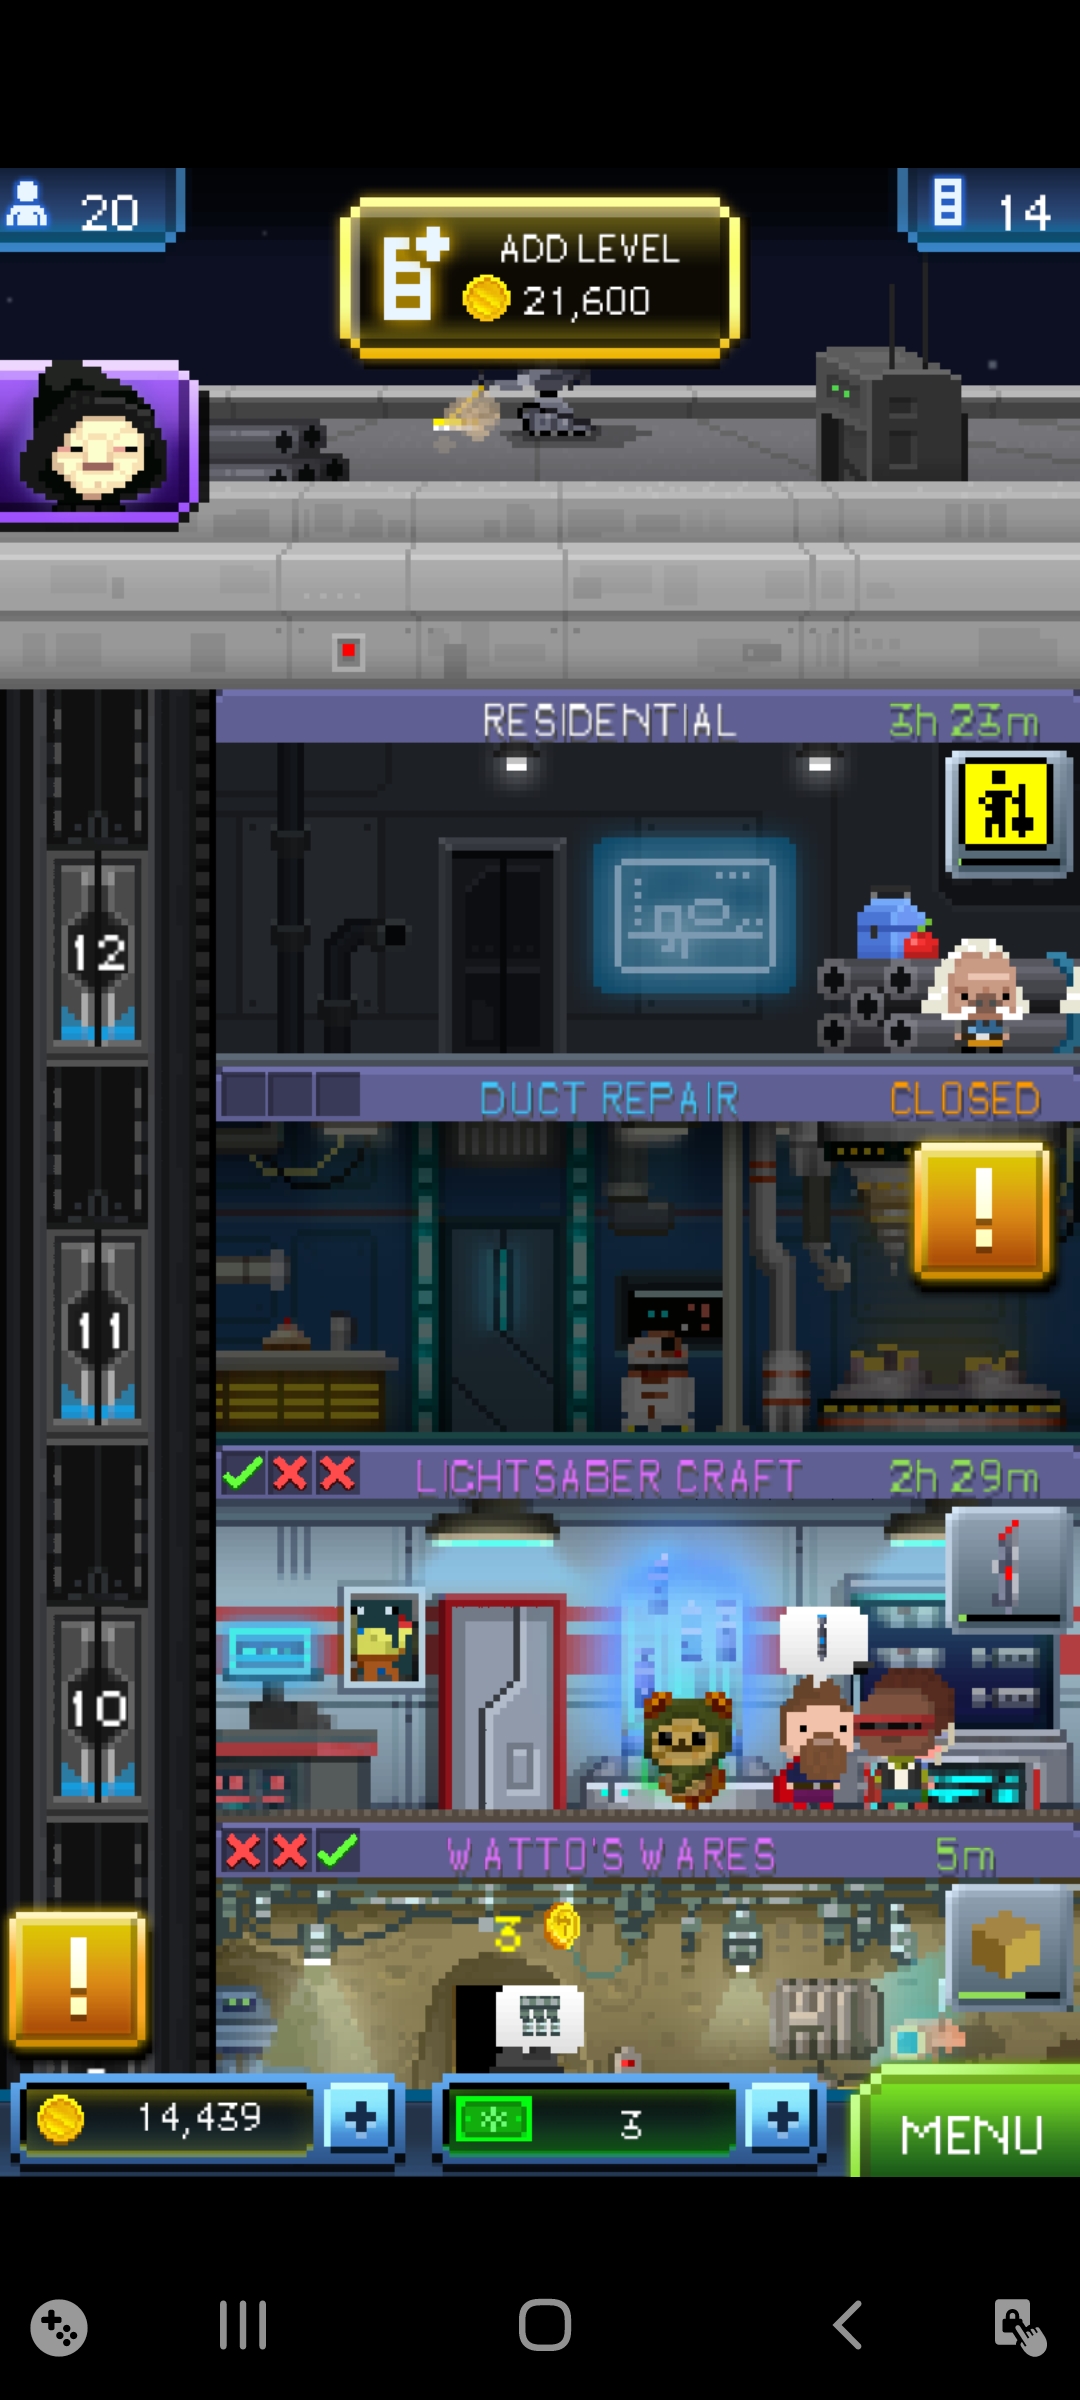 20
ADD LEVEL
21,600
14
RESIDENTIAL 3h 23m
12
DUCT REPAIR CLOSED
!
11
LIGHTSABER CRAFT 2h 29m
10
WATTO'S WARES 5m
3
!
14,439 + 3 + MENU